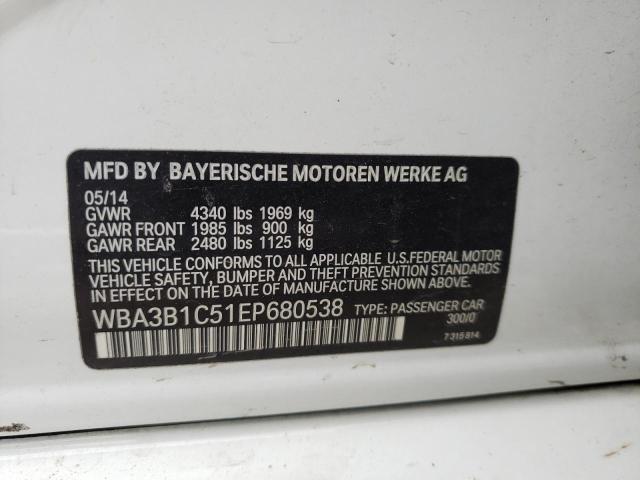 MFD BY BAYERISCHE MOTOREN WERKE AG
05/14
GVWR 4340 lbs 1969 kg
GAWR FRONT 1985 lbs 900 kg
GAWR REAR 2480 lbs 1125 kg
THIS VEHICLE CONFORMS TO ALL APPLICABLE U.S.FEDERAL MOTOR
VEHICLE SAFETY, BUMPER AND THEFT PREVENTION
STANDARDS IN EFFECT ON THE DATE OF MANUFACTURE SHOWN ABOVE.
WBA3B1C51EP680538 TYPE: PASSENGER CAR
300/0
7315814